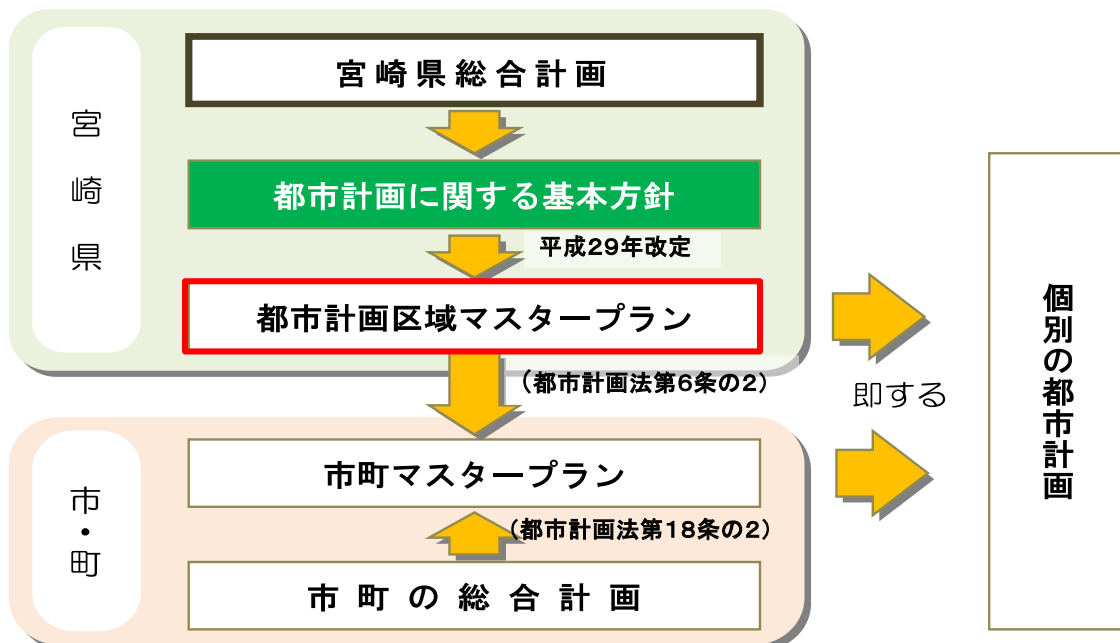 宮崎県
宮崎県総合計画
都市計画に関する基本方針
平成29年改定
都市計画区域マスタープラン
(都市計画法第6条の2)
市・町
市町マスタープラン
(都市計画法第18条の2)
市町の総合計画
即する
個別の都市計画